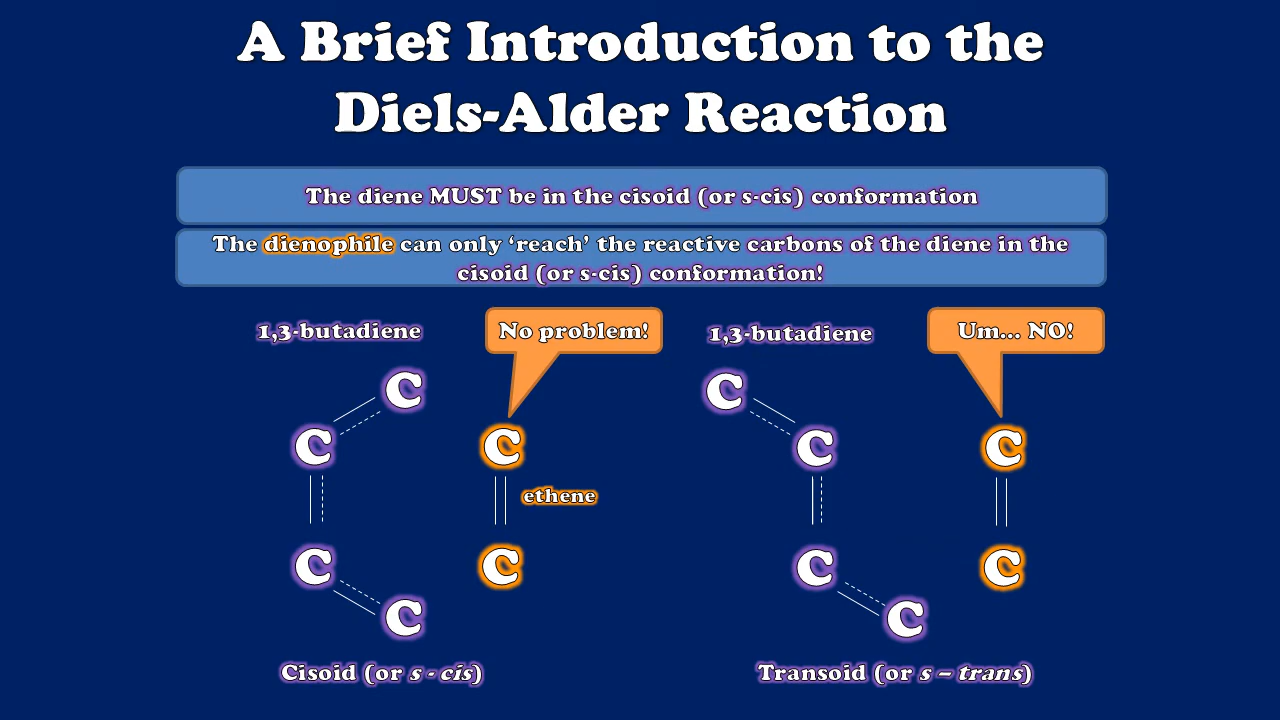 A Brief Introduction to the
Diels-Alder Reaction
The diene MUST be in the cisoid (or s-cis) conformation
The dienophile can only ‘reach’ the reactive carbons of the diene in the
cisoid (or s-cis) conformation!
1,3-butadiene
No problem!
1,3-butadiene
Um... NO!
C
C
C
C
C
C
ethene
C
C
C
C
C
C
Cisoid (or s - cis)
Transoid (or s – trans)